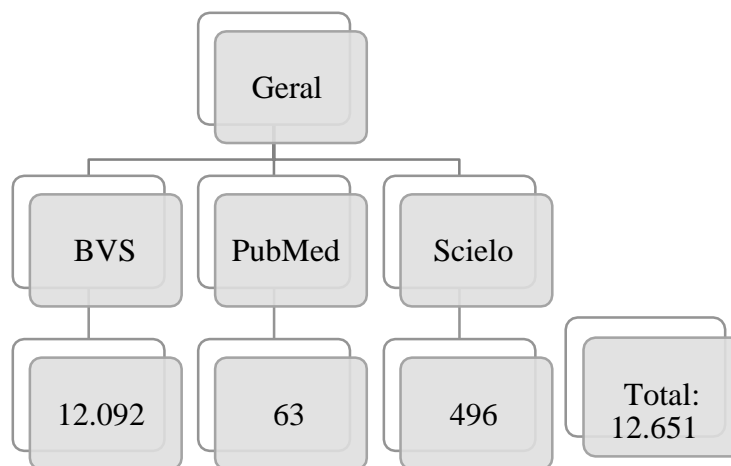 Geral
BVS
PubMed
Scielo
12.092
63
496
Total:
12.651